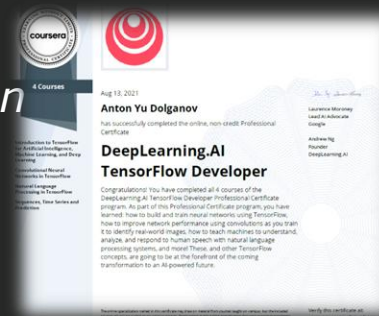 coursera
n
4 Courses
Introduction to TensorFlow
for Artificial Intelligence,
Machine Learning, and Deep
Learning
Convolutional Neural
Networks in TensorFlow
Natural Language
Processing in TensorFlow
Sequences, Time Series and
Prediction
Aug 13, 2021
Anton Yu Dolganov
has successfully completed the online, non-credit Professional
Certificate
DeepLearning.AI
TensorFlow Developer
Congratulations! You have completed all 4 courses of the
DeepLearning.AI TensorFlow Developer Professional Certificate
program. As part of this Professional Certificate program, you have
learned: how to build and train neural networks using TensorFlow,
how to improve network performance using convolutions as you train
it to identify real-world images, how to teach machines to understand,
analyze, and respond to human speech with natural language
processing systems, and more! These, and other TensorFlow
concepts, are going to be at the forefront of the coming
transformation to an AI-powered future.
Laurence Moroney
Lead AI Advocate
Google
Andrew Ng
Founder
DeepLearning.AI
Verify this certificate at: